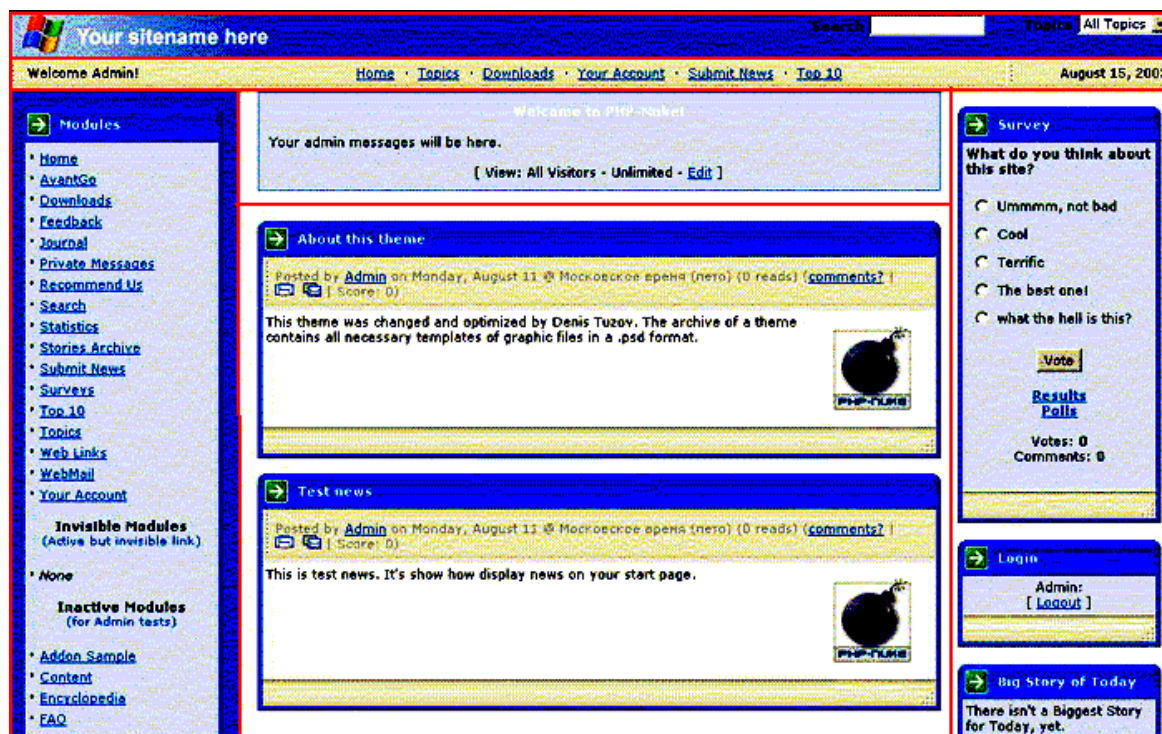 Your sitename here
Search
Topics All Topics
Welcome Admin!
Home · Topics · Downloads · Your Account · Submit News · Top 10
August 15, 200
Modules
· Home
· AvantGo
· Downloads
· Feedback
· Journal
· Private Messages
· Recommend Us
· Search
· Statistics
· Stories Archive
· Submit News
· Surveys
· Top 10
· Topics
· Web Links
· WebMail
· Your Account
Invisible Modules
(Active but invisible link)
· None
Inactive Modules
(for Admin tests)
· Addon Sample
· Content
· Encyclopedia
· FAQ
Welcome to PHP-Nuke!
Your admin messages will be here.
[ View: All Visitors - Unlimited - Edit ]
About this theme
Posted by Admin on Monday, August 11 @ Московское время (лето) (0 reads) (comments? |
| Score: 0)
This theme was changed and optimized by Denis Tuzov. The archive of a theme
contains all necessary templates of graphic files in a .psd format.
PHP-NUKE
Test news
Posted by Admin on Monday, August 11 @ Московское время (лето) (0 reads) (comments? |
| Score: 0)
This is test news. It's show how display news on your start page.
PHP-NUKE
Survey
What do you think about
this site?
Ummmm, not bad
Cool
Terrific
The best one!
what the hell is this?
Vote
Results
Polls
Votes: 0
Comments: 0
Login
Admin:
[ Logout ]
Big Story of Today
There isn't a Biggest Story
for Today, yet.